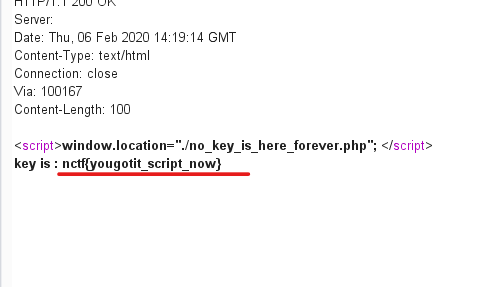 HTTP/1.1 200 OK
Server:
Date: Thu, 06 Feb 2020 14:19:14 GMT
Content-Type: text/html
Connection: close
Via: 100167
Content-Length: 100
<script>window.location="./no_key_is_here_forever.php"; </script>
key is : nctf{yougotit_script_now}